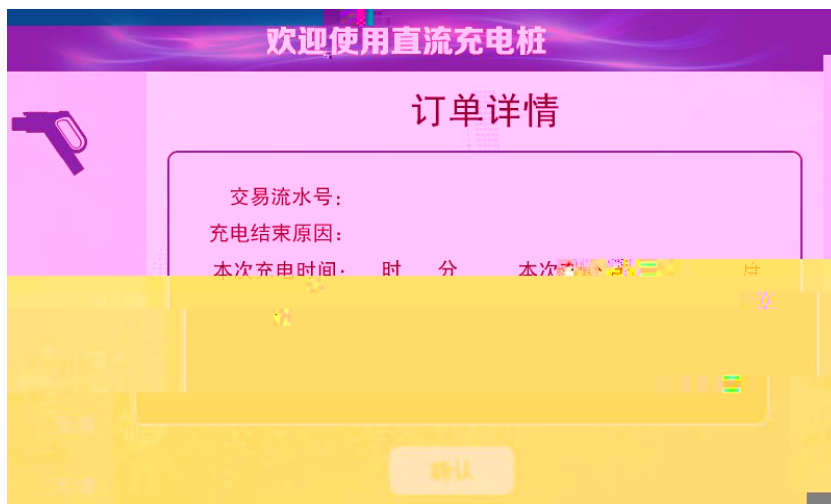 欢迎使用直流充电桩
订单详情
交易流水号：
充电结束原因：
本次充电时间： 时 分 本次
确认